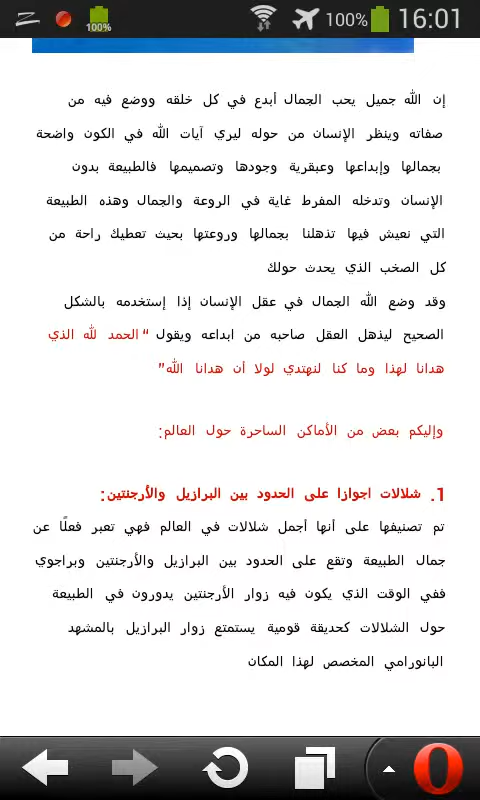 100% 100% 16:01
إن الله جميل يحب الجمال أبدع في كل خلقه ووضع فيه من
صفاته وينظر الإنسان من حوله ليري آيات الله في الكون واضحة
بجمالها وإبداعها وعبقرية وجودها وتصميمها فالطبيعة بدون
الإنسان وتدخله المفرط غاية في الروعة والجمال وهذه الطبيعة
التي نعيش فيها تذهلنا بجمالها وروعتها بحيث تعطيك راحة من
كل الصخب الذي يحدث حولك
وقد وضع الله الجمال في عقل الإنسان إذا إستخدمه بالشكل
الصحيح ليذهل العقل صاحبه من ابداعه ويقول “الحمد لله الذي
هدانا لهذا وما كنا لنهتدي لولا أن هدانا الله”
وإليكم بعض من الأماكن الساحرة حول العالم:
1. شلالات اجوازا على الحدود بين البرازيل والأرجنتين:
تم تصنيفها على أنها أجمل شلالات في العالم فهي تعبر فعلًا عن
جمال الطبيعة وتقع على الحدود بين البرازيل والأرجنتين وبراجوي
ففي الوقت الذي يكون فيه زوار الأرجنتين يدورون في الطبيعة
حول الشلالات كحديقة قومية يستمتع زوار البرازيل بالمشهد
البانورامي المخصص لهذا المكان